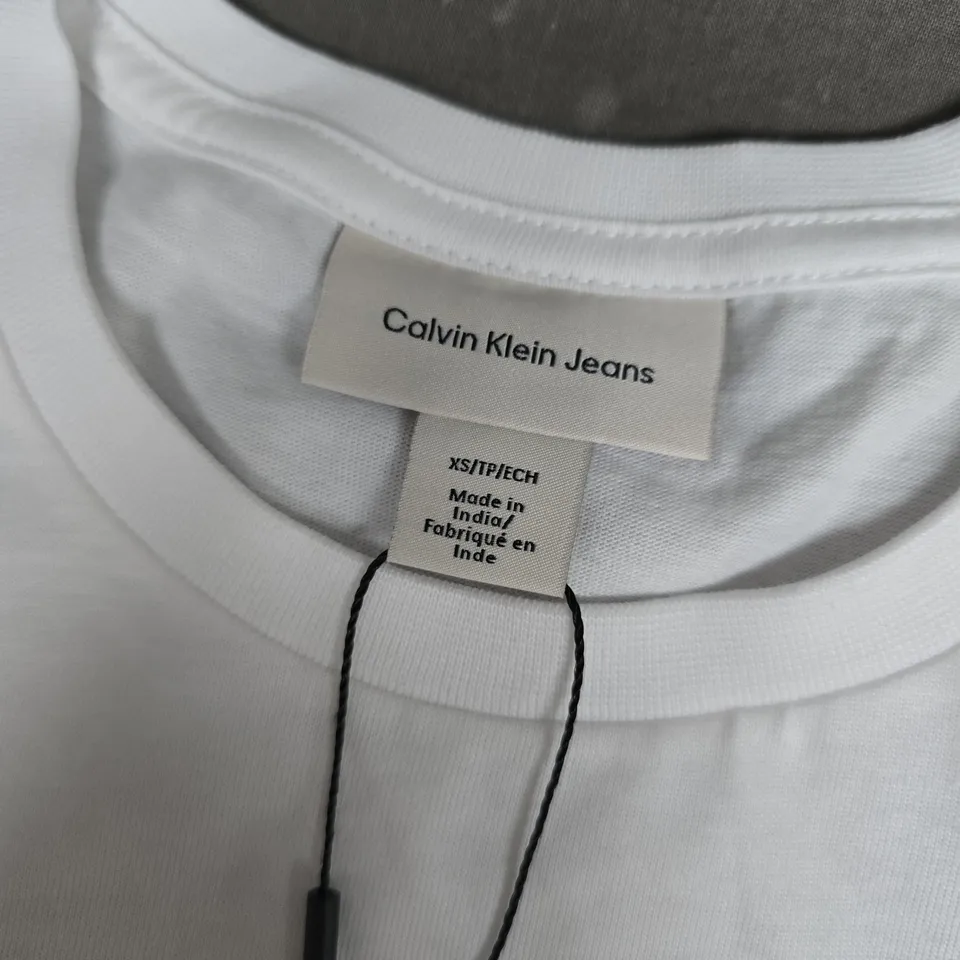 Calvin Klein Jeans
XS/TP/ECH
Made in
India/
Fabriqué en
Inde